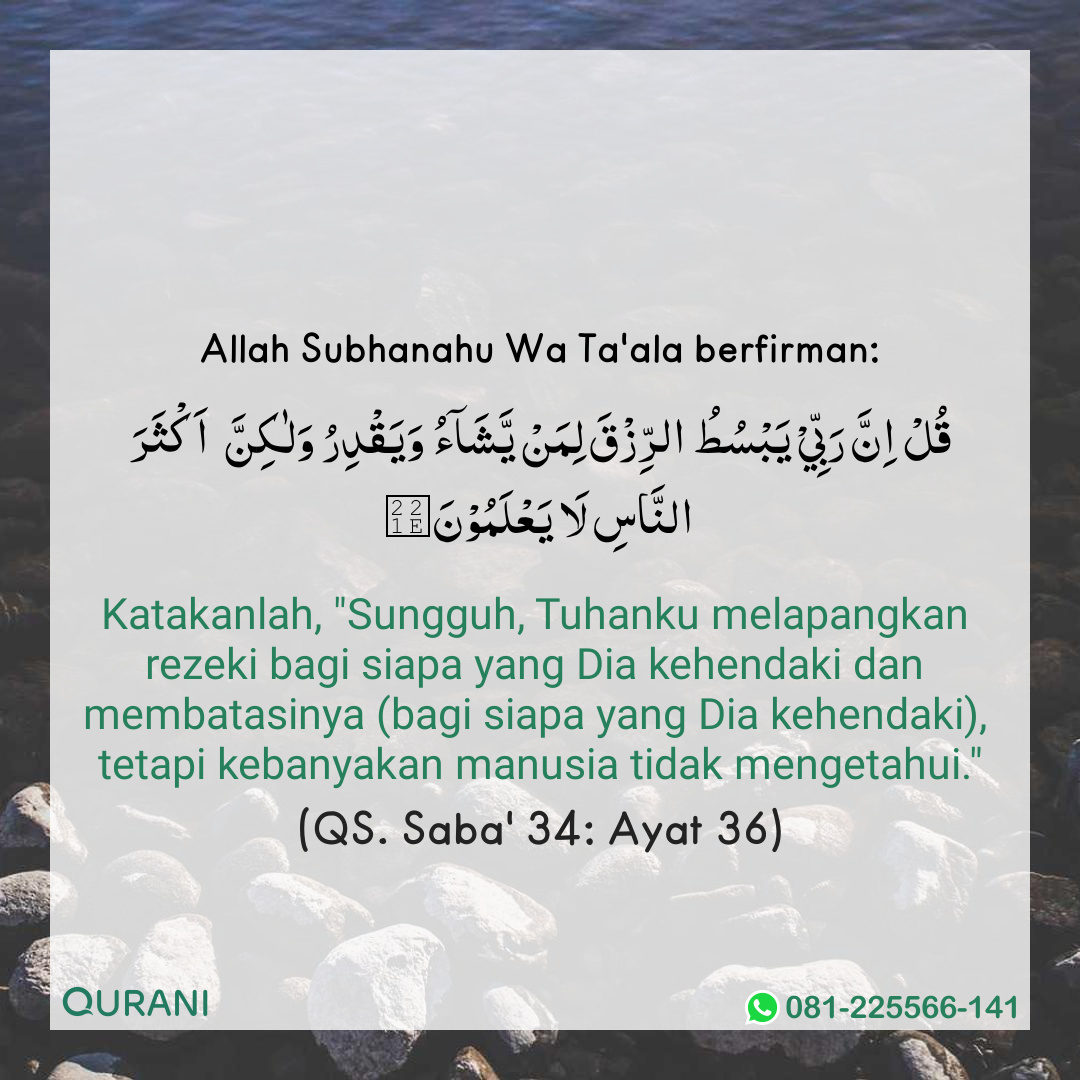 Allah Subhanahu Wa Ta'ala berfirman:
قُلْ اِنَّ رَبِّيْ يَبْسُطُ الرِّزْقَ لِمَنْ يَّشَآءُ وَيَقْدِرُ وَلٰـكِنَّ اَكْثَرَ
النَّاسِ لَا يَعْلَمُوْنَ
Katakanlah, "Sungguh, Tuhanku melapangkan
rezeki bagi siapa yang Dia kehendaki dan
membatasinya (bagi siapa yang Dia kehendaki),
tetapi kebanyakan manusia tidak mengetahui."
(QS. Saba' 34: Ayat 36)
QURANI
081-225566-141